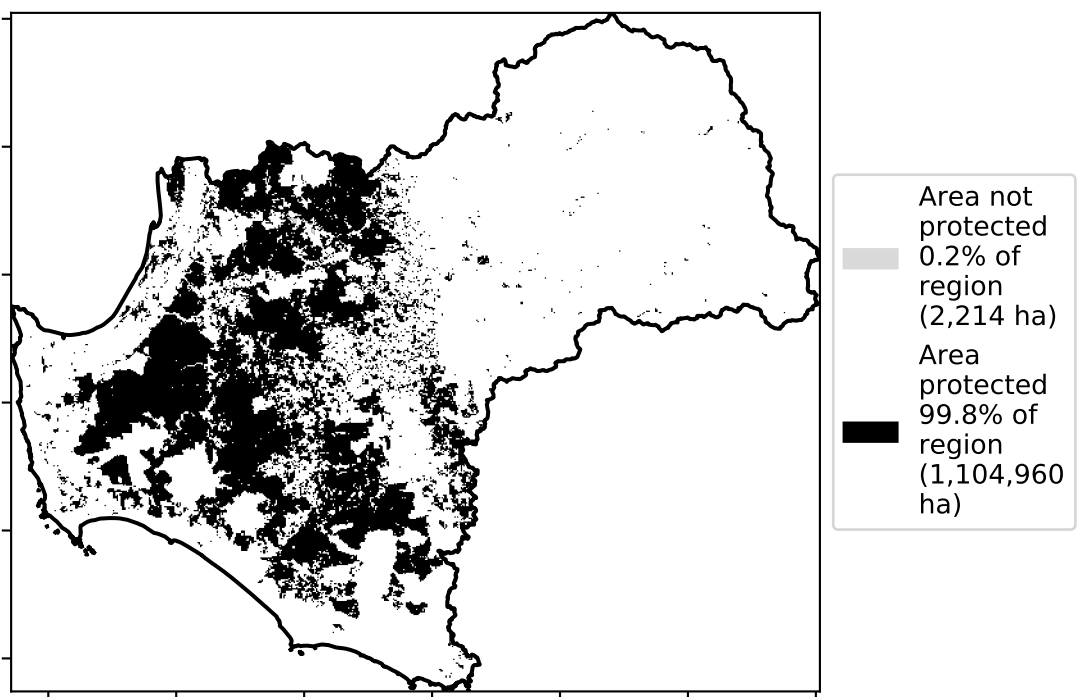 Area not
protected
0.2% of
region
(2,214 ha)
Area
protected
99.8% of
region
(1,104,960
ha)